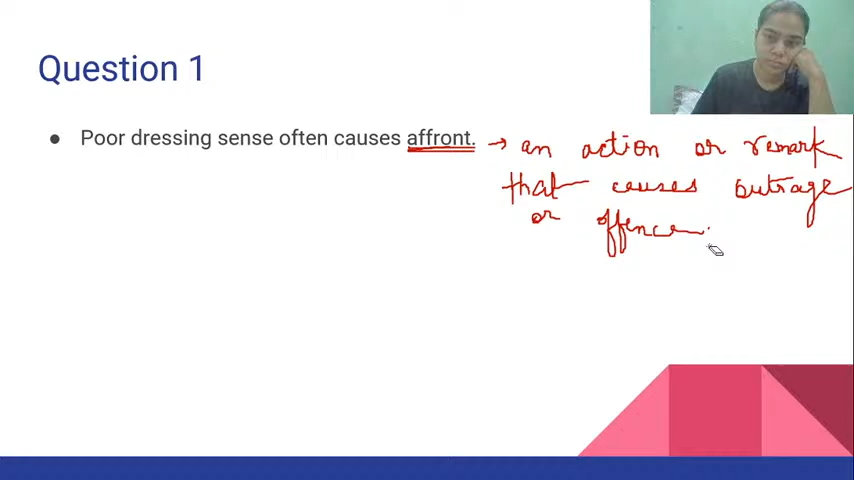 Question 1
● Poor dressing sense often causes affront. → an action or remark
that causes outrage
or offence.